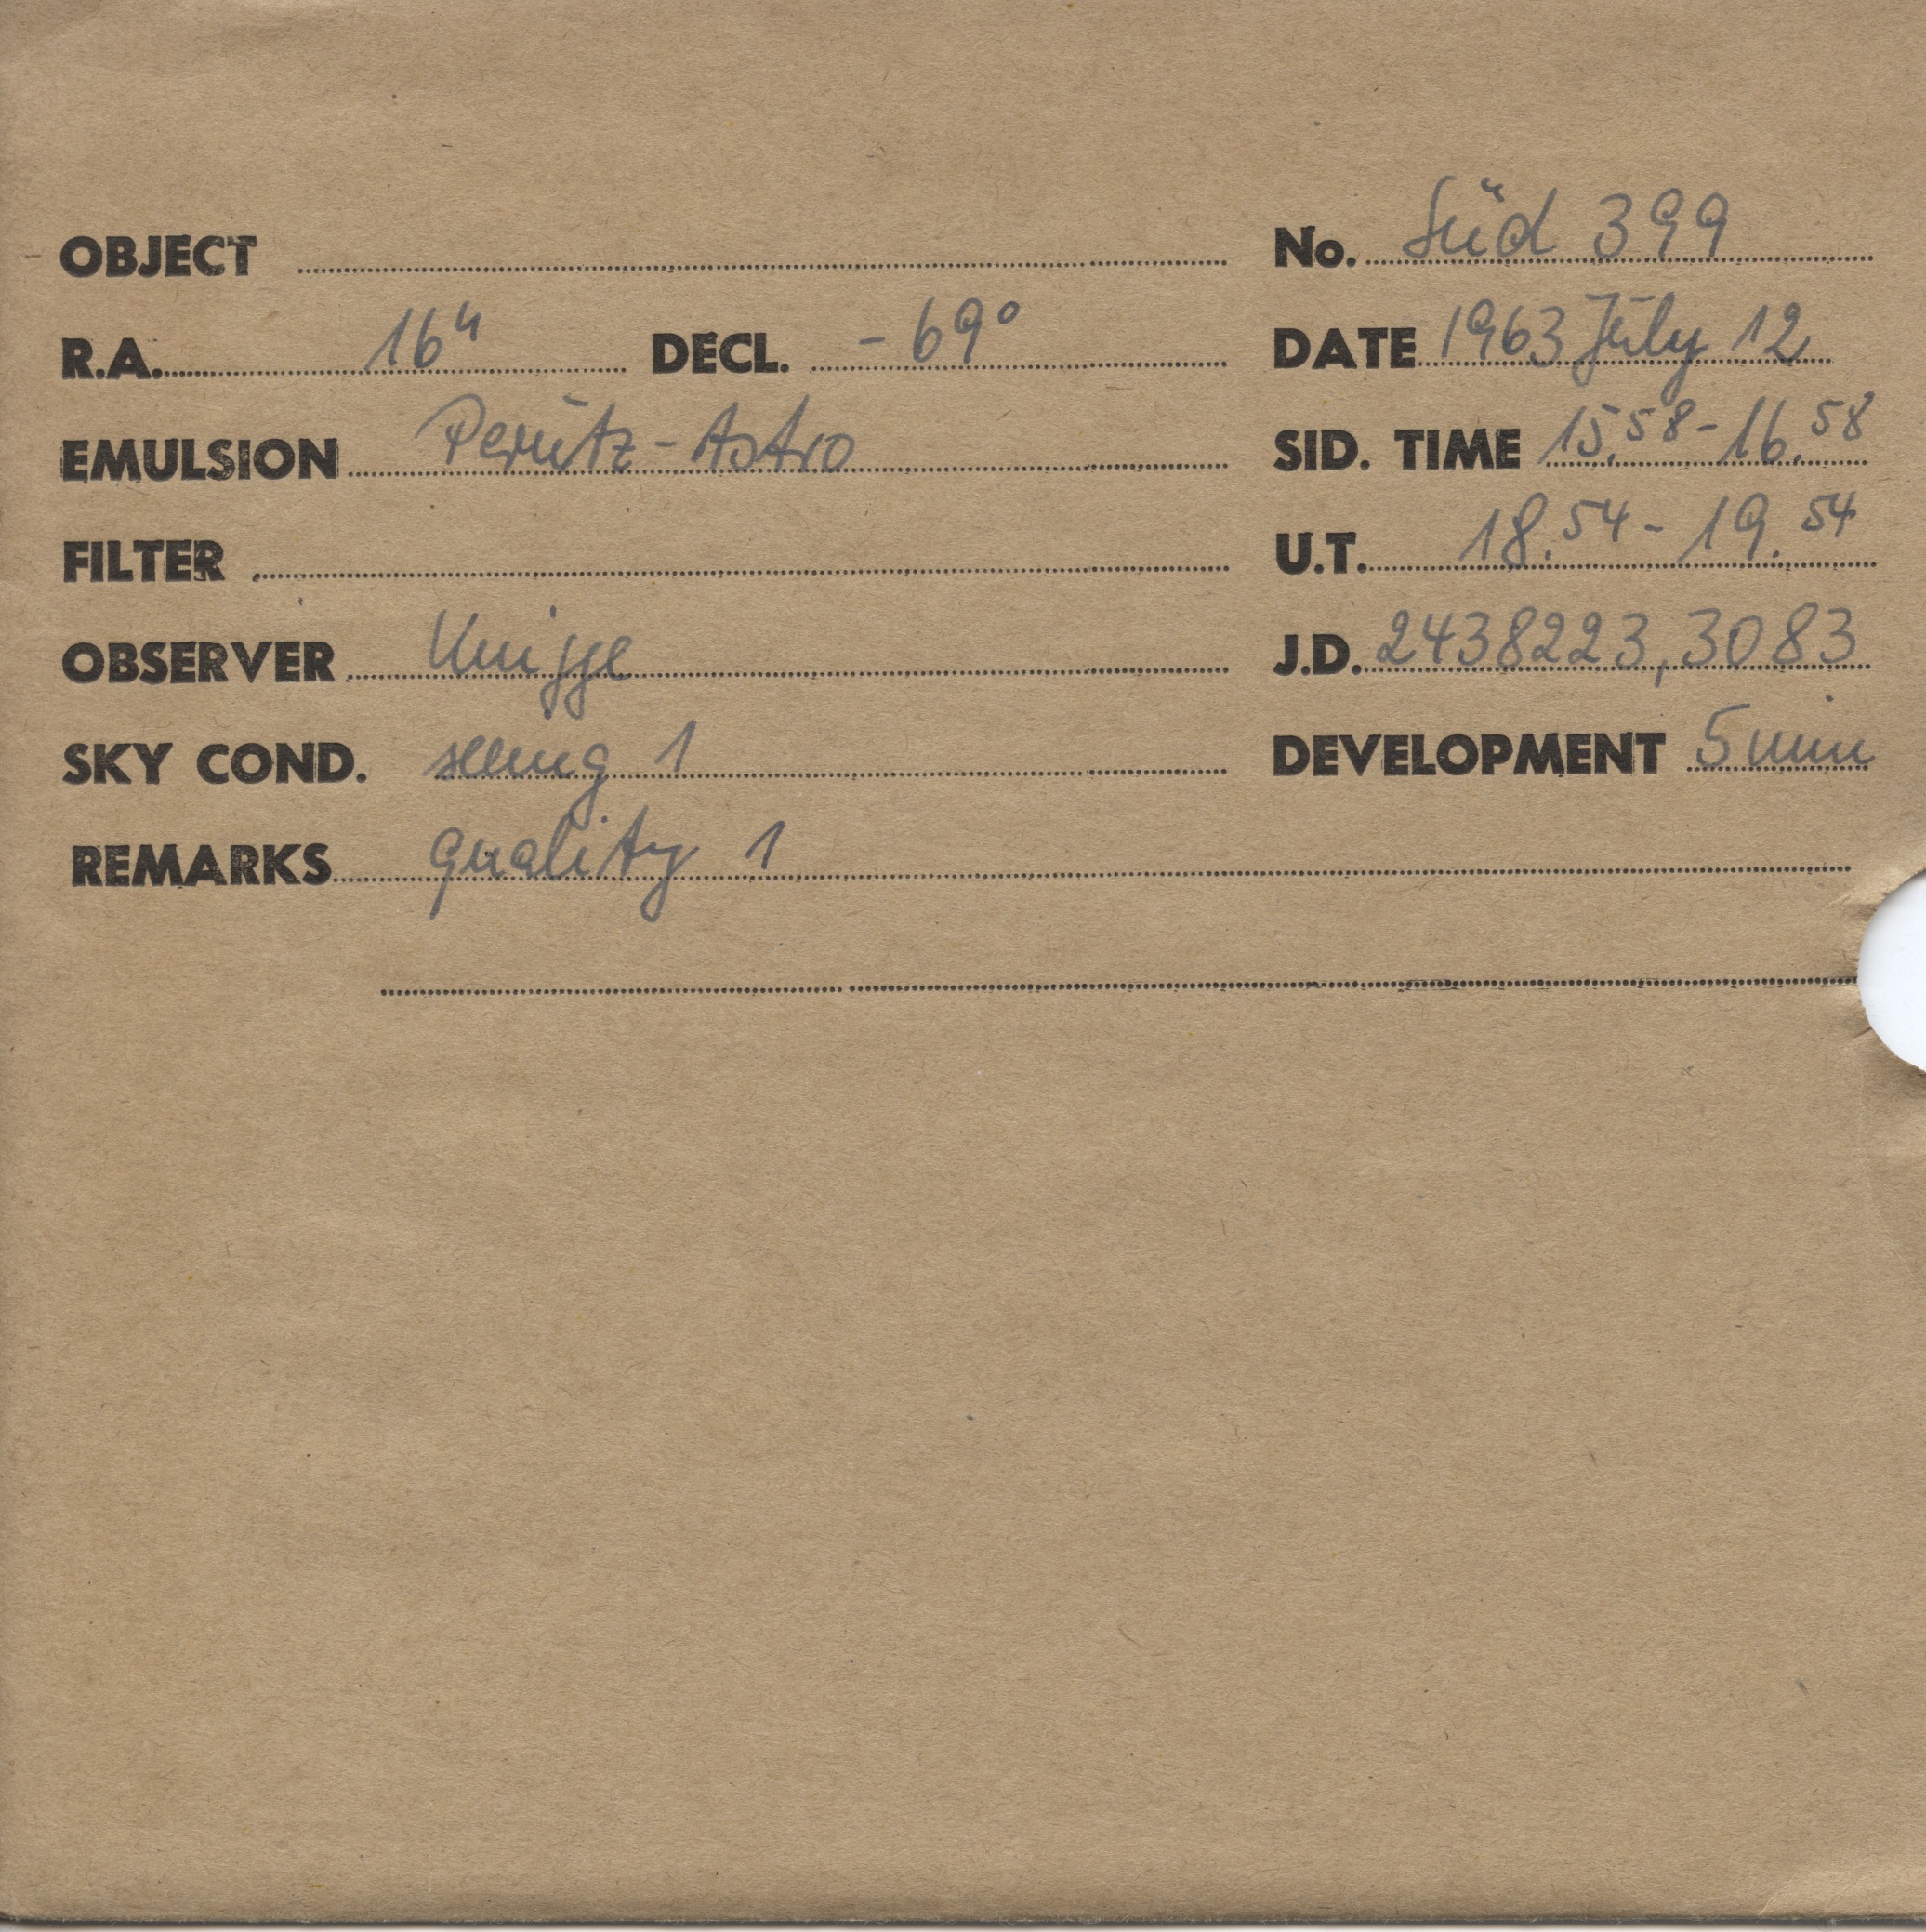 OBJECT No. Süd 399
R.A. 16h DECL. -69° DATE 1963 July 12
EMULSION Perutz-Astro SID. TIME 15.58-16.58
FILTER U.T. 18.54-19.54
OBSERVER Knigge J.D. 2438223,3083
SKY COND. seeing 1 DEVELOPMENT 5 min
REMARKS quality 1